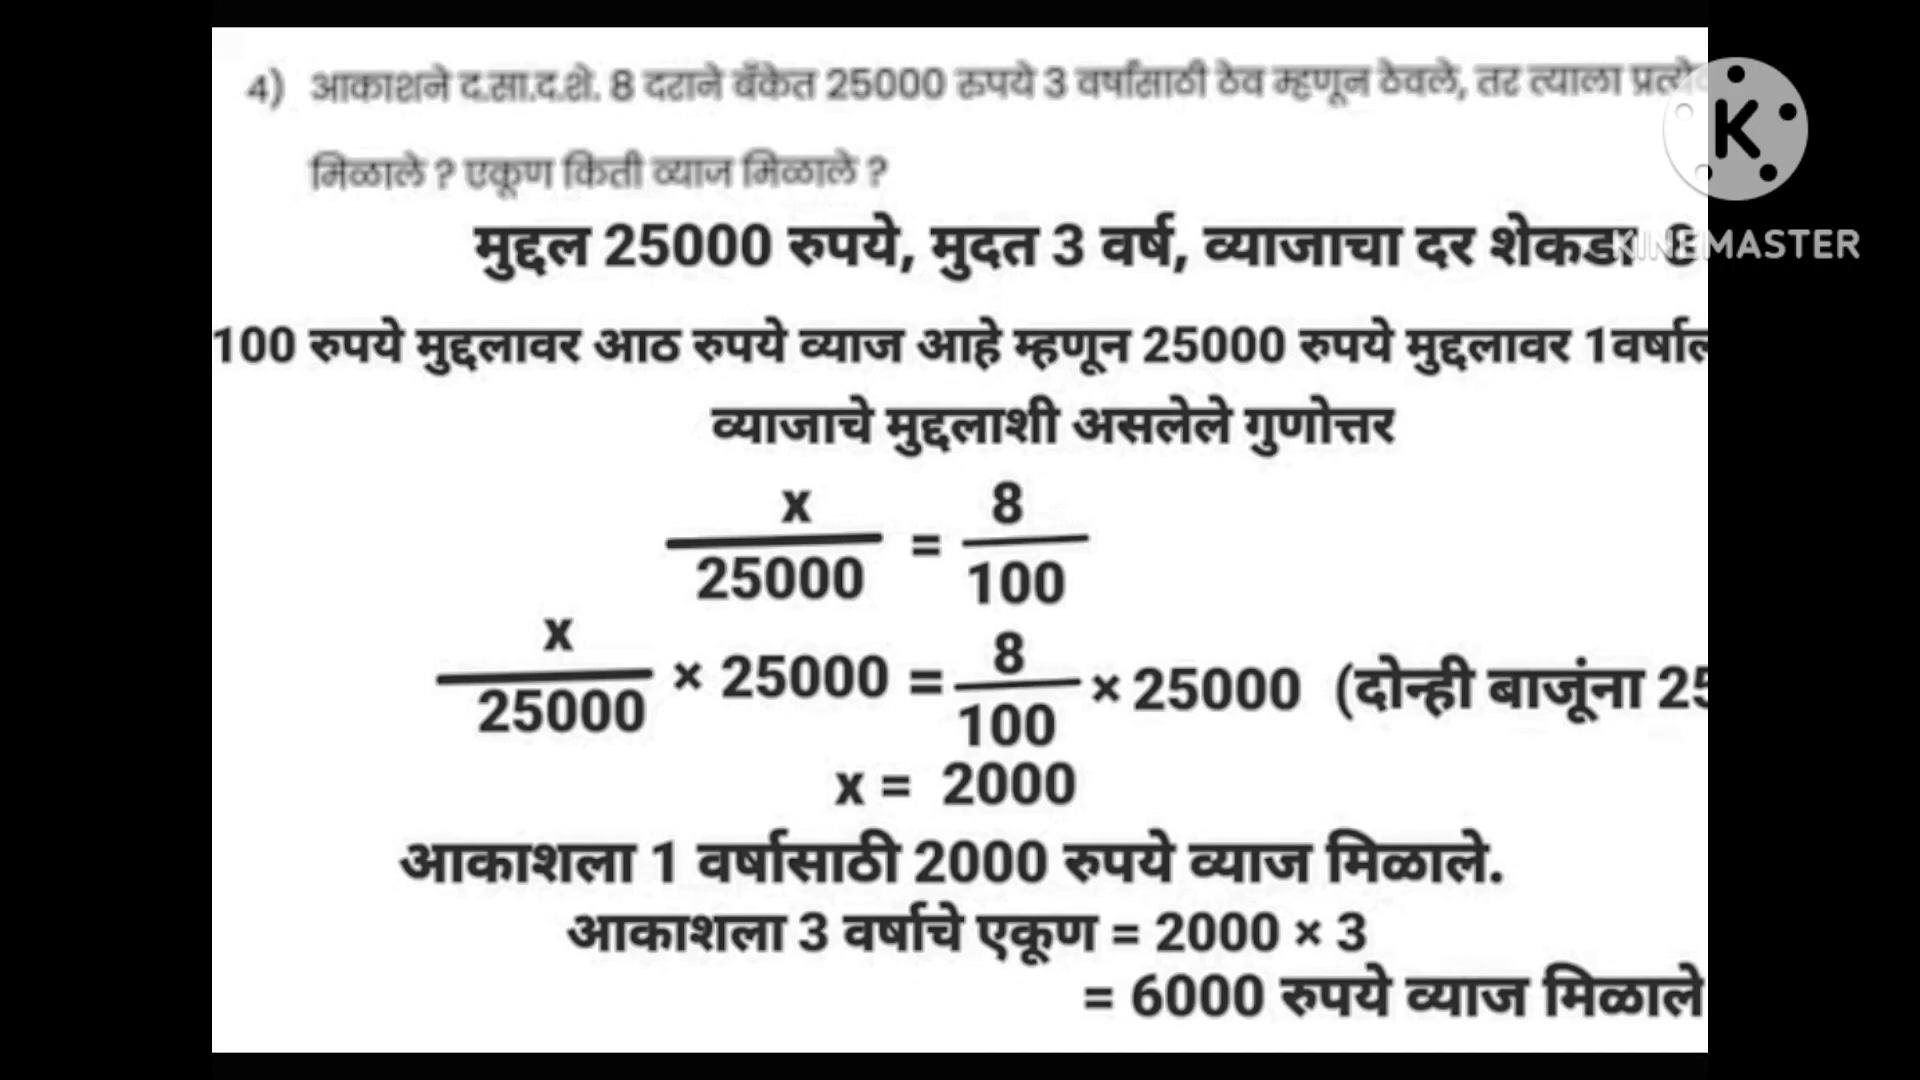 4) आकाशने द.सा.द.शे. 8 दराने बँकेत 25000 रुपये 3 वर्षांसाठी ठेव म्हणून ठेवले, तर त्याला
मिळाले ? एकूण किती व्याज मिळाले ?
मुद्दल 25000 रुपये, मुदत 3 वर्ष, व्याजाचा दर शेकडा 8
KINEMASTER
100 रुपये मुद्दलावर आठ रुपये व्याज आहे म्हणून 25000 रुपये मुद्दलावर 1वर्षाल
व्याजाचे मुद्दलाशी असलेले गुणोत्तर
x 8
= 
25000 100
x 8
× 25000 = × 25000 (दोन्ही बाजूंना 25
25000 100
x = 2000
आकाशला 1 वर्षासाठी 2000 रुपये व्याज मिळाले.
आकाशला 3 वर्षाचे एकूण = 2000 × 3
= 6000 रुपये व्याज मिळाले